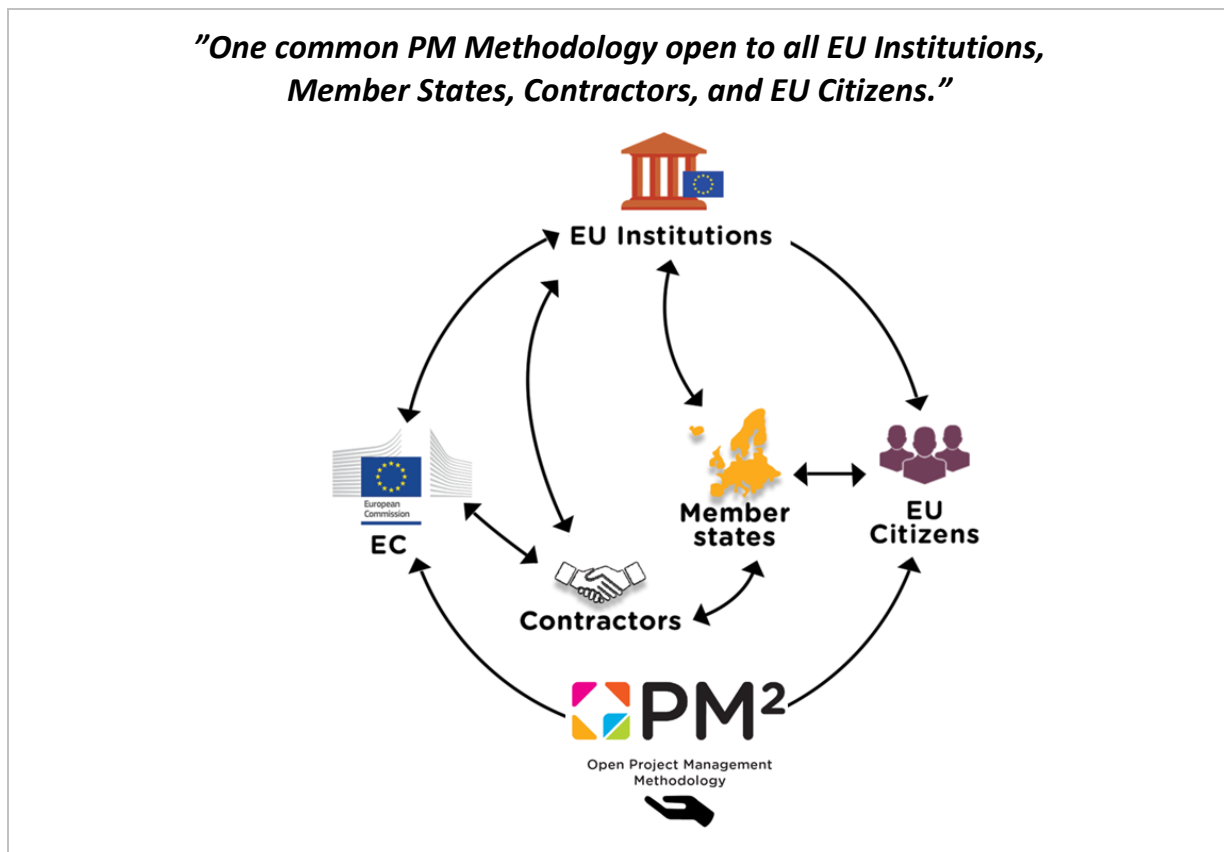 ”One common PM Methodology open to all EU Institutions,
Member States, Contractors, and EU Citizens.”
EU Institutions
European
Commission
EC
Member
states
EU
Citizens
Contractors
PM²
Open Project Management
Methodology